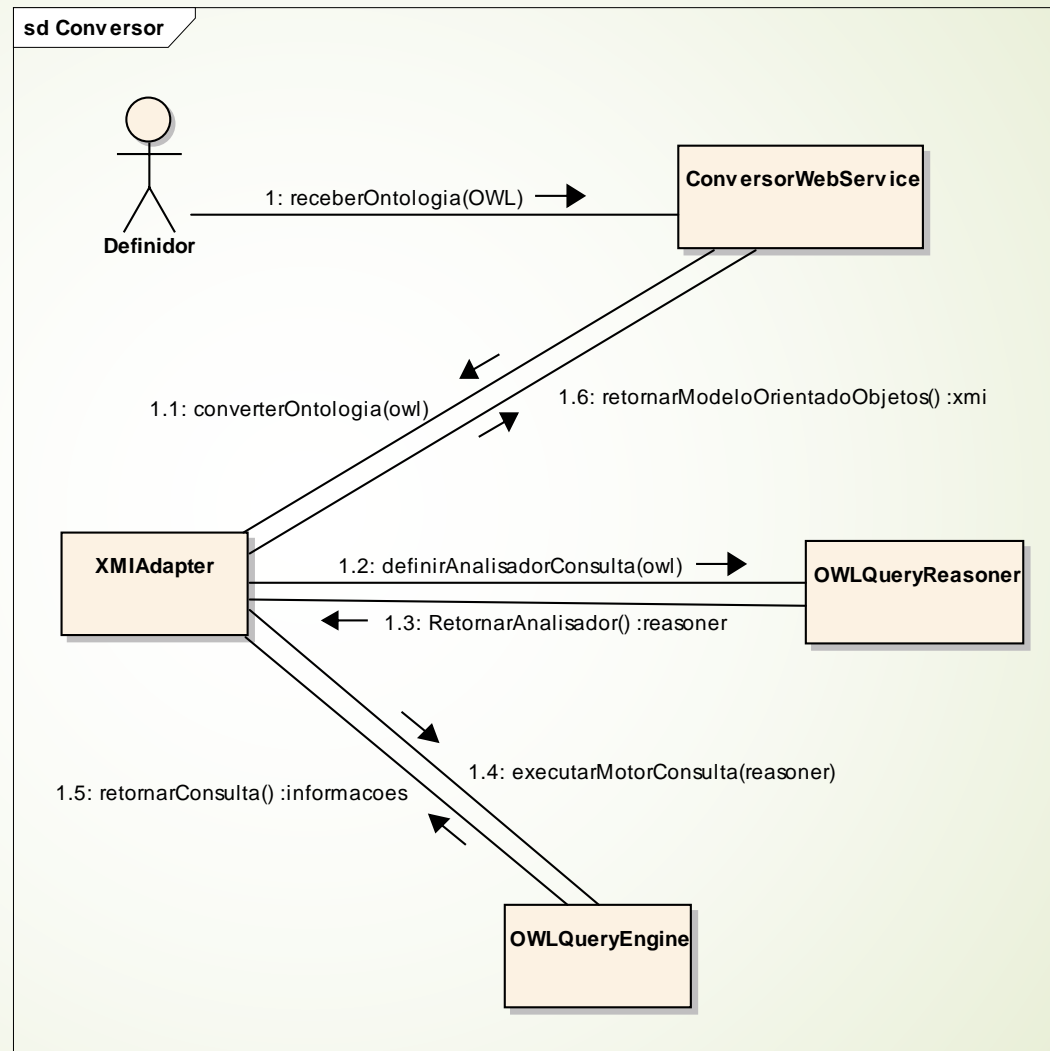 sd Conversor
1: receberOntologia(OWL)
ConversorWebService
Definidor
1.1: converterOntologia(owl)
1.6: retornarModeloOrientadoObjetos() :xmi
XMIAdapter
1.2: definirAnalisadorConsulta(owl)
OWLQueryReasoner
1.3: RetornarAnalisador() :reasoner
1.4: executarMotorConsulta(reasoner)
1.5: retornarConsulta() :informacoes
OWLQueryEngine